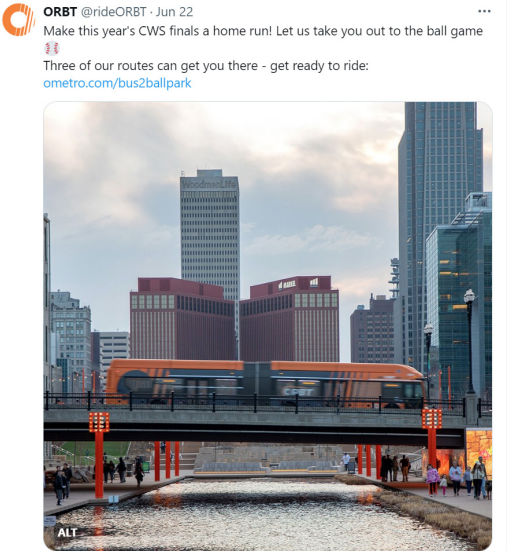 ORBT @rideORBT · Jun 22
Make this year's CWS finals a home run! Let us take you out to the ball game
Three of our routes can get you there - get ready to ride:
ometro.com/bus2ballpark
WoodmenLife
ALT